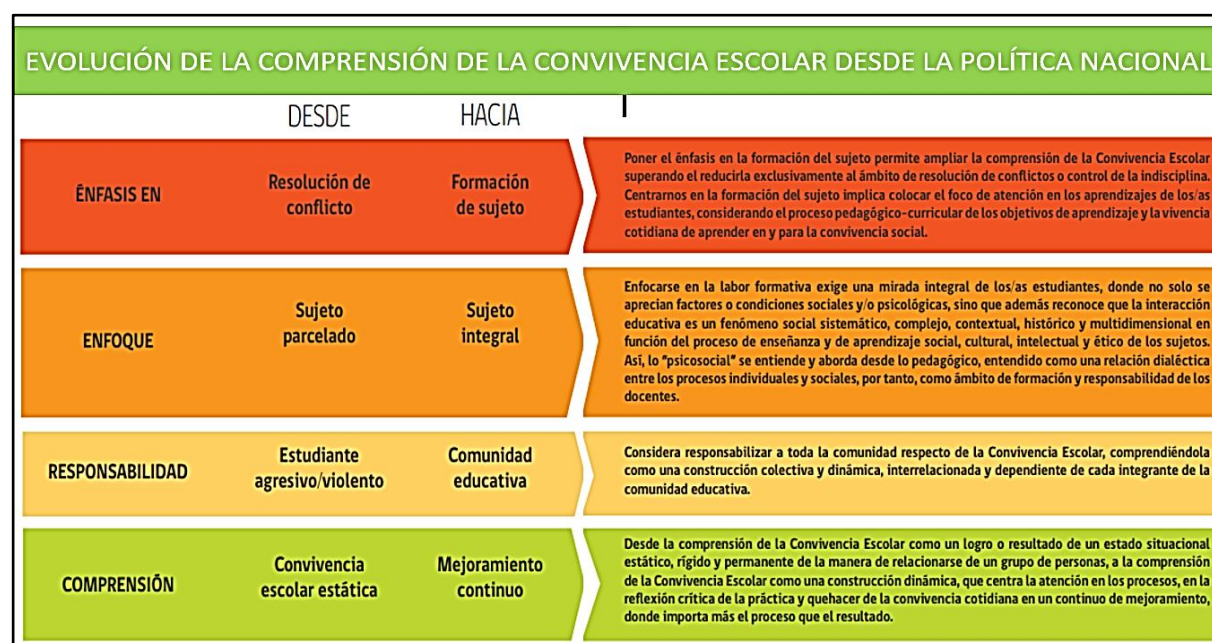 EVOLUCIÓN DE LA COMPRENSIÓN DE LA CONVIVENCIA ESCOLAR DESDE LA POLÍTICA NACIONAL
DESDE HACIA
ÉNFASIS EN
Resolución de
conflicto
Formación
de sujeto
Poner el énfasis en la formación del sujeto permite ampliar la comprensión de la Convivencia Escolar
superando el reducirla exclusivamente al ámbito de resolución de conflictos o control de la indisciplina.
Centrarnos en la formación del sujeto implica colocar el foco de atención en los aprendizajes de los/as
estudiantes, considerando el proceso pedagógico-curricular de los objetivos de aprendizaje y la vivencia
cotidiana de aprender en y para la convivencia social.
ENFOQUE
Sujeto
parcelado
Sujeto
integral
Enfocarse en la labor formativa exige una mirada integral de los/as estudiantes, donde no solo se
aprecian factores o condiciones sociales y/o psicológicas, sino que además reconoce que la interacción
educativa es un fenómeno social sistemático, complejo, contextual, histórico y multidimensional en
función del proceso de enseñanza y de aprendizaje social, cultural, intelectual y ético de los sujetos.
Así, lo "psicosocial" se entiende y aborda desde lo pedagógico, entendido como una relación dialéctica
entre los procesos individuales y sociales, por tanto, como ámbito de formación y responsabilidad de los
docentes.
RESPONSABILIDAD
Estudiante
agresivo/violento
Comunidad
educativa
Considera responsabilizar a toda la comunidad respecto de la Convivencia Escolar, comprendiéndola
como una construcción colectiva y dinámica, interrelacionada y dependiente de cada integrante de la
comunidad educativa.
COMPRENSIÓN
Convivencia
escolar estática
Mejoramiento
continuo
Desde la comprensión de la Convivencia Escolar como un logro o resultado de un estado situacional
estático, rígido y permanente de la manera de relacionarse de un grupo de personas, a la comprensión
de la Convivencia Escolar como una construcción dinámica, que centra la atención en los procesos, en la
reflexión crítica de la práctica y quehacer de la convivencia cotidiana en un continuo de mejoramiento,
donde importa más el proceso que el resultado.